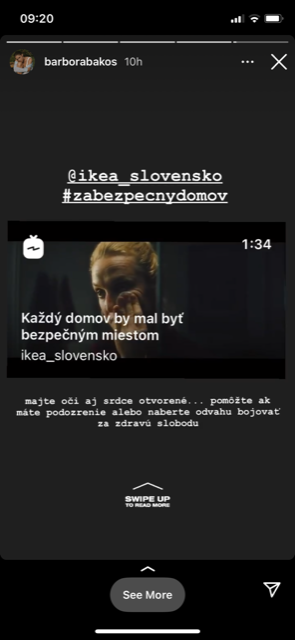 09:20
barborabakos 10h
@ikea_slovensko
#zabezpecnydomov
1:34
Každý domov by mal byť
bezpečným miestom
ikea_slovensko
majte oči aj srdce otvorené... pomôžte ak
máte podozrenie alebo naberte odvahu bojovať
za zdravú slobodu
SWIPE UP
TO READ MORE
See More